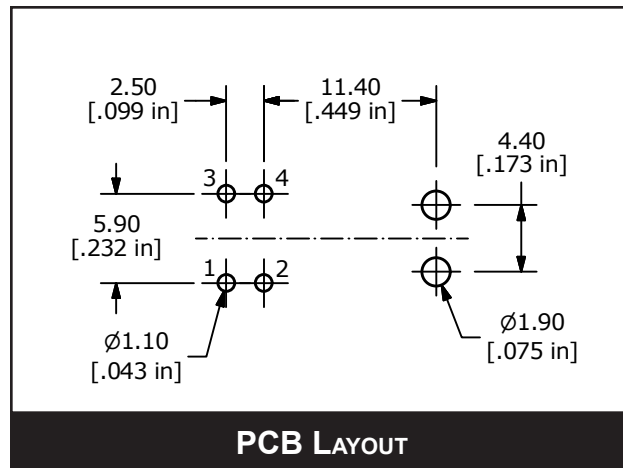 2.50
[.099 in]
11.40
[.449 in]
4.40
[.173 in]
3
4
5.90
[.232 in]
1
2
Ø1.10
[.043 in]
Ø1.90
[.075 in]
PCB LAYOUT